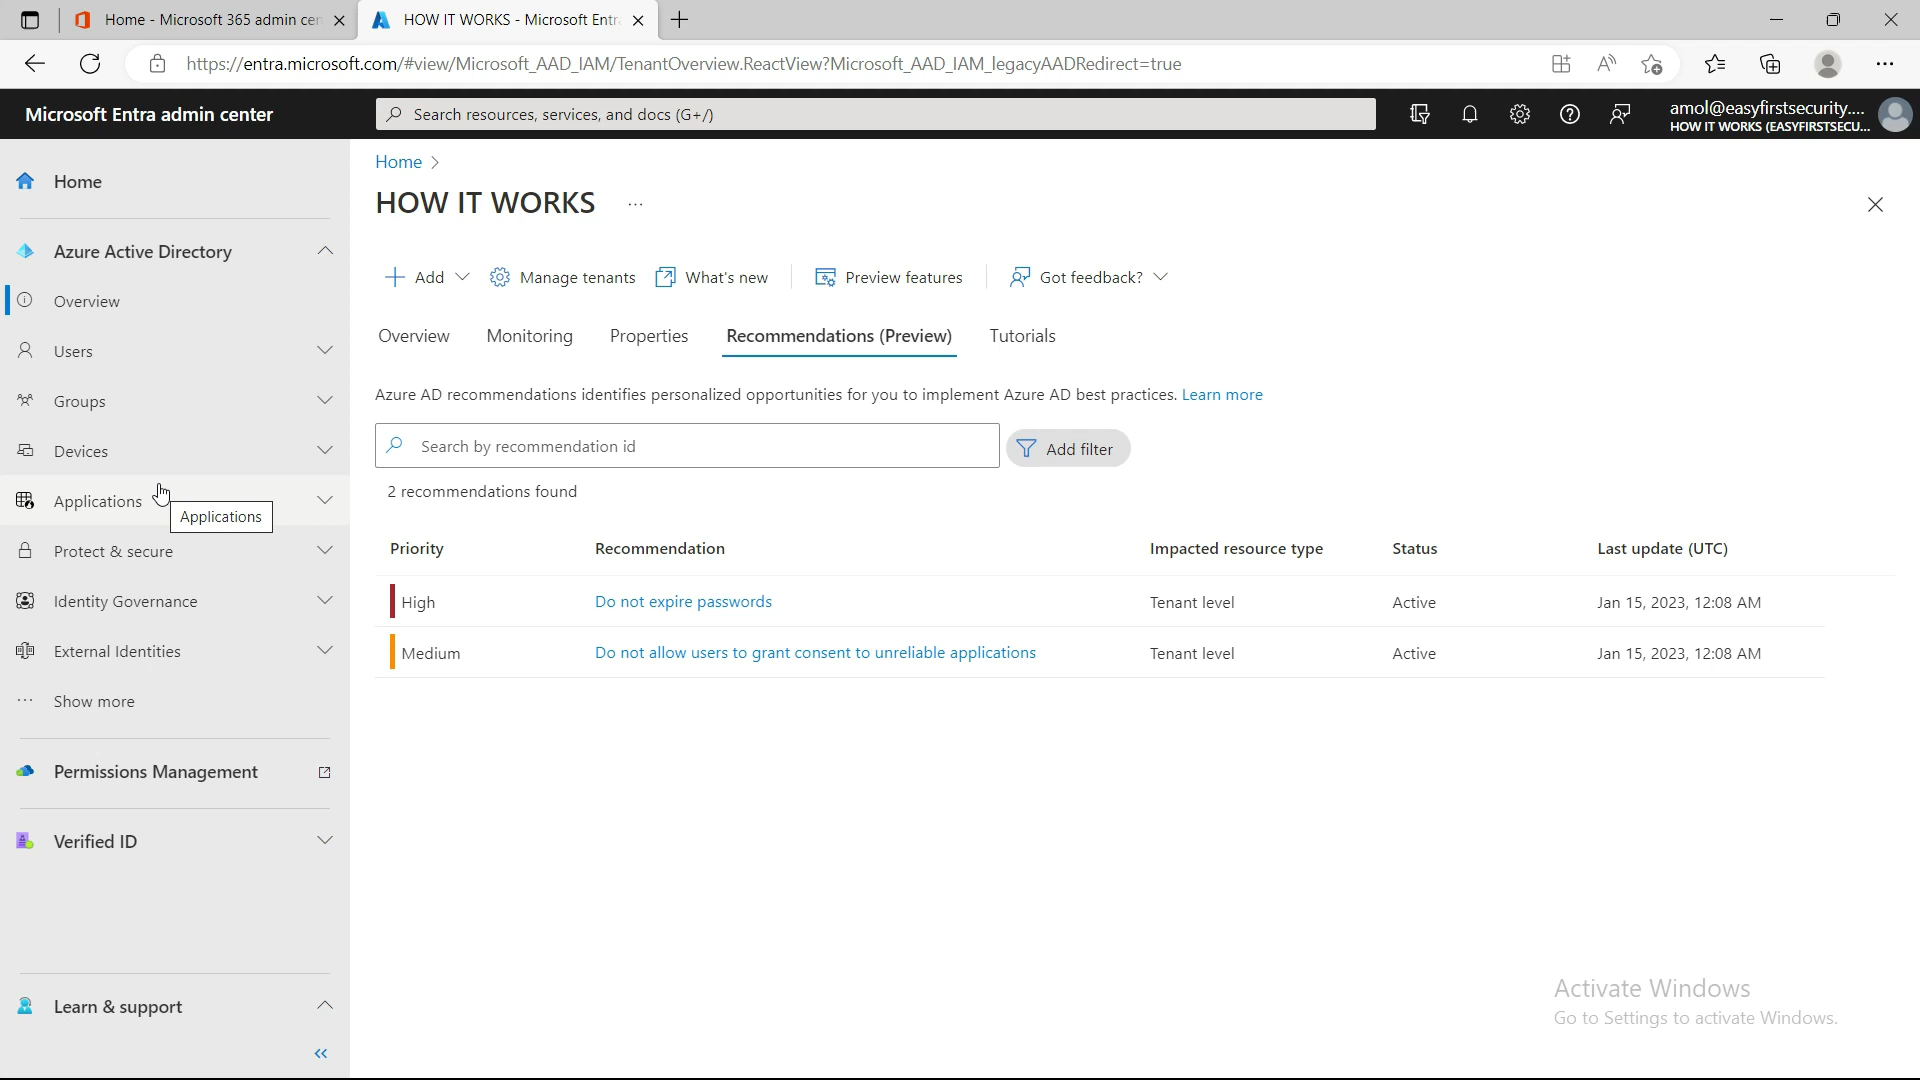 Home - Microsoft 365 admin cen
HOW IT WORKS - Microsoft Entra
https://entra.microsoft.com/#view/Microsoft_AAD_IAM/TenantOverview.ReactView?Microsoft_AAD_IAM_legacyAADRedirect=true
Microsoft Entra admin center
Search resources, services, and docs (G+/)
amol@easyfirstsecurity....
HOW IT WORKS (EASYFIRSTSECU...
Home
Azure Active Directory
Overview
Users
Groups
Devices
Applications
Applications
Protect & secure
Identity Governance
External Identities
Show more
Permissions Management
Verified ID
Learn & support
Home >
HOW IT WORKS ...
Add
Manage tenants
What's new
Preview features
Got feedback?
Overview
Monitoring
Properties
Recommendations (Preview)
Tutorials
Azure AD recommendations identifies personalized opportunities for you to implement Azure AD best practices. Learn more
Search by recommendation id
Add filter
2 recommendations found
Priority Recommendation Impacted resource type Status Last update (UTC)
High Do not expire passwords Tenant level Active Jan 15, 2023, 12:08 AM
Medium Do not allow users to grant consent to unreliable applications Tenant level Active Jan 15, 2023, 12:08 AM
Activate Windows
Go to Settings to activate Windows.